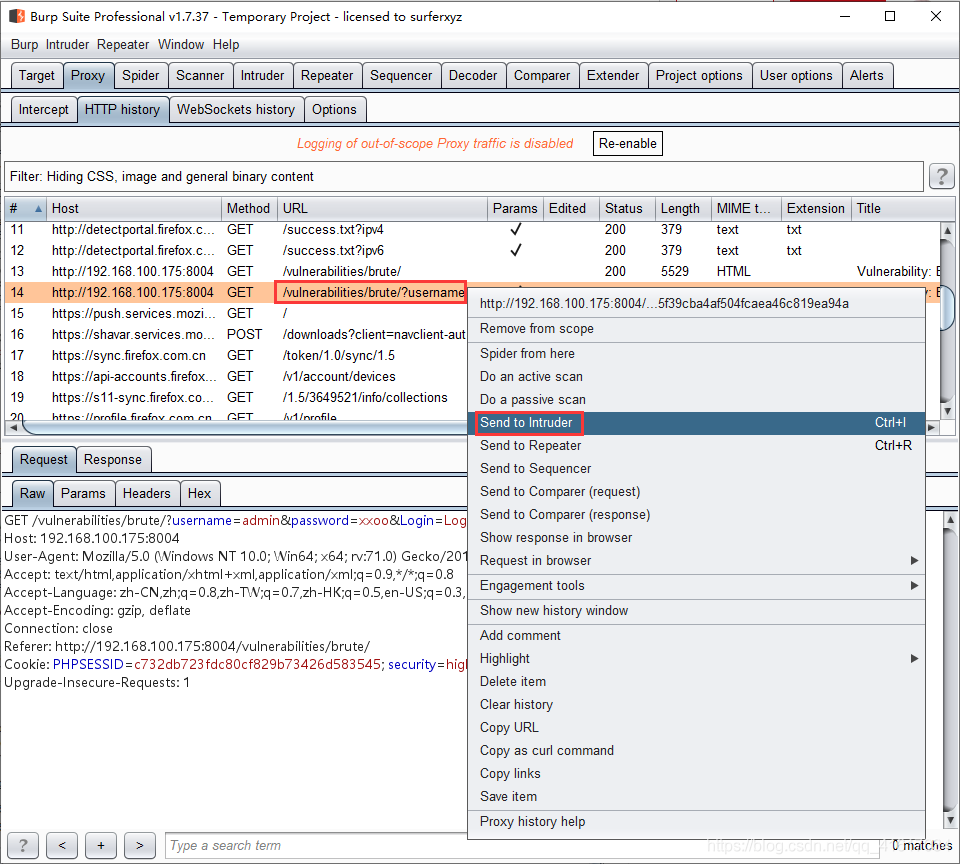 Burp Suite Professional v1.7.37 - Temporary Project - licensed to surferxyz
Burp Intruder Repeater Window Help
Target Proxy Spider Scanner Intruder Repeater Sequencer Decoder Comparer Extender Project options User options Alerts
Intercept HTTP history WebSockets history Options
Logging of out-of-scope Proxy traffic is disabled Re-enable
Filter: Hiding CSS, image and general binary content ?
# Host Method URL Params Edited Status Length MIME t... Extension Title
11 http://detectportal.firefox.c... GET /success.txt?ipv4 ✓ 200 379 text txt
12 http://detectportal.firefox.c... GET /success.txt?ipv6 ✓ 200 379 text txt
13 http://192.168.100.175:8004 GET /vulnerabilities/brute/ 200 5529 HTML Vulnerability: 
14 http://192.168.100.175:8004 GET /vulnerabilities/brute/?username
15 https://push.services.mozi... GET /
16 https://shavar.services.mo... POST /downloads?client=navclient-aut
17 https://sync.firefox.com.cn GET /token/1.0/sync/1.5
18 https://api-accounts.firefox... GET /v1/account/devices
19 https://s11-sync.firefox.co... GET /1.5/3649521/info/collections
20 https://profile.firefox.com.cn GET /v1/profile
http://192.168.100.175:8004/...5f39cba4af504fcaea46c819ea94a
Remove from scope
Spider from here
Do an active scan
Do a passive scan
Send to Intruder Ctrl+I
Send to Repeater Ctrl+R
Send to Sequencer
Send to Comparer (request)
Send to Comparer (response)
Show response in browser
Request in browser
Engagement tools
Show new history window
Add comment
Highlight
Delete item
Clear history
Copy URL
Copy as curl command
Copy links
Save item
Proxy history help
Request Response
Raw Params Headers Hex
GET /vulnerabilities/brute/?username=admin&password=xxoo&Login=Log
Host: 192.168.100.175:8004
User-Agent: Mozilla/5.0 (Windows NT 10.0; Win64; x64; rv:71.0) Gecko/201
Accept: text/html,application/xhtml+xml,application/xml;q=0.9,*/*;q=0.8
Accept-Language: zh-CN,zh;q=0.8,zh-TW;q=0.7,zh-HK;q=0.5,en-US;q=0.3,
Accept-Encoding: gzip, deflate
Connection: close
Referer: http://192.168.100.175:8004/vulnerabilities/brute/
Cookie: PHPSESSID=c732db723fdc80cf829b73426d583545; security=high
Upgrade-Insecure-Requests: 1
? < + > Type a search term 0 matches